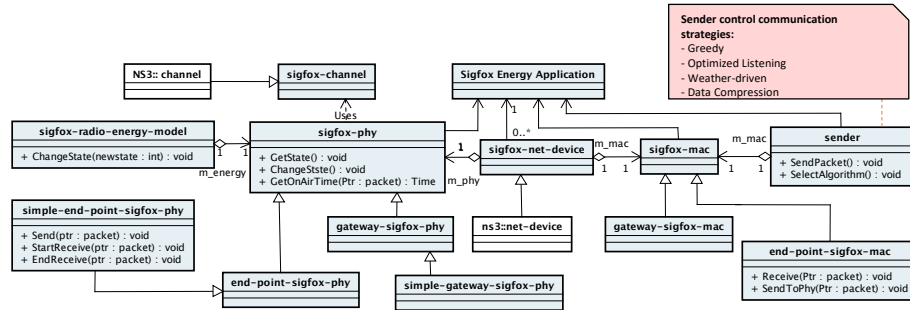 Sender control communication
strategies:
- Greedy
- Optimized Listening
- Weather-driven
- Data Compression
NS3:: channel
sigfox-channel
Sigfox Energy Application
Uses
1
0..*
sigfox-radio-energy-model
+ ChangeState(newstate : int) : void
1
1
m_energy
sigfox-phy
+ GetState() : void
+ ChangeStste() : void
+ GetOnAirTime(Ptr : packet) : Time
1
m_phy
sigfox-net-device
m_mac
1
1
sigfox-mac
m_mac
1
1
sender
+ SendPacket() : void
+ SelectAlgorithm() : void
simple-end-point-sigfox-phy
+ Send(ptr : packet) : void
+ StartReceive(ptr : packet) : void
+ EndReceive(ptr : packet) : void
gateway-sigfox-phy
ns3::net-device
gateway-sigfox-mac
end-point-sigfox-mac
+ Receive(Ptr : packet) : void
+ SendToPhy(Ptr : packet) : void
end-point-sigfox-phy
simple-gateway-sigfox-phy